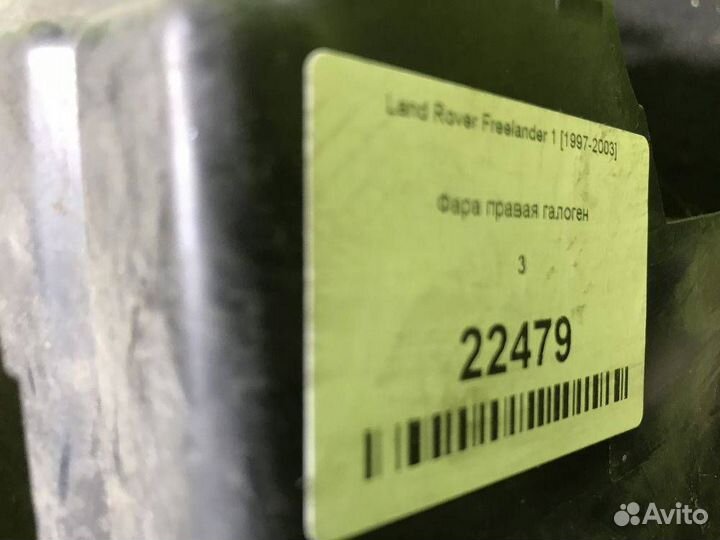 Land Rover Freelander 1 [1997-2003]
Фара правая галоген
3
22479
Avito